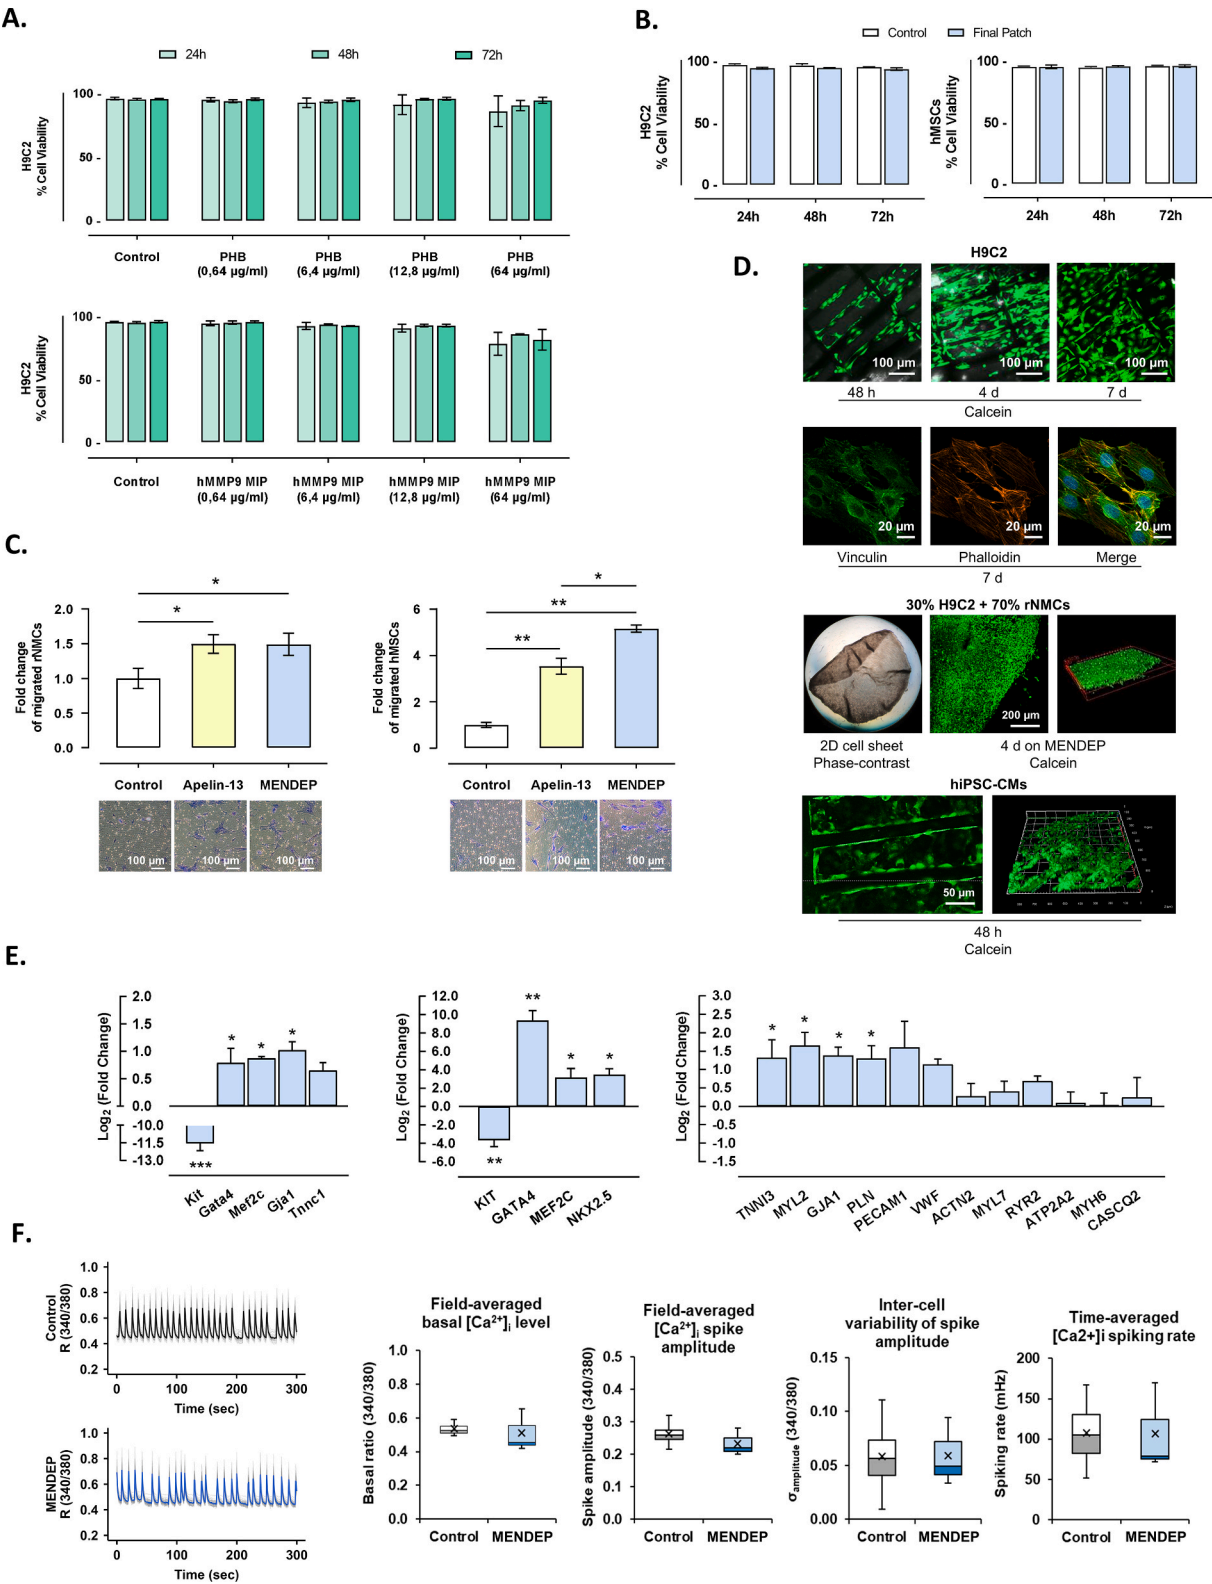 A.
24h 48h 72h
H9C2
% Cell Viability
100
50
0
Control PHB PHB PHB PHB
(0,64 µg/ml) (6,4 µg/ml) (12,8 µg/ml) (64 µg/ml)
H9C2
% Cell Viability
100
50
0
Control hMMP9 MIP hMMP9 MIP hMMP9 MIP hMMP9 MIP
(0,64 µg/ml) (6,4 µg/ml) (12,8 µg/ml) (64 µg/ml)
B.
Control Final Patch
H9C2
% Cell Viability
100
50
0
24h 48h 72h
hMSCs
% Cell Viability
100
50
0
24h 48h 72h
C.
Fold change
of migrated rNMCs
2.0
1.5
1.0
0.5
0.0
*
*
Control Apelin-13 MENDEP
100 µm 100 µm 100 µm
Fold change
of migrated hMSCs
6
4
2
0
*
**
**
Control Apelin-13 MENDEP
100 µm 100 µm 100 µm
D.
H9C2
100 µm 100 µm 100 µm
48 h 4 d 7 d
Calcein
20 µm 20 µm 20 µm
Vinculin Phalloidin Merge
7 d
30% H9C2 + 70% rNMCs
200 µm
2D cell sheet 4 d on MENDEP
Phase-contrast Calcein
hiPSC-CMs
50 µm
48 h
Calcein
E.
Log2 (Fold Change)
2.0
1.5
1.0
0.5
0.0
-10.0
-11.5
-13.0
* * *
***
Kit Gata4 Mef2c Gja1 Tnnc1
Log2 (Fold Change)
12.0
10.0
8.0
6.0
4.0
2.0
0.0
-2.0
-4.0
-6.0
**
* *
**
KIT GATA4 MEF2C NKX2.5
Log2 (Fold Change)
3.0
2.5
2.0
1.5
1.0
0.5
0.0
-0.5
-1.0
-1.5
* * * *
TNNI3 MYL2 GJA1 PLN PECAM1 VWF ACTN2 MYL7 RYR2 ATP2A2 MYH6 CASCQ2
F.
Control
R (340/380)
1.0
0.8
0.6
0.4
0.2
0 100 200 300
Time (sec)
MENDEP
R (340/380)
1.0
0.8
0.6
0.4
0.2
0 100 200 300
Time (sec)
Field-averaged
basal [Ca2+]i level
Basal ratio (340/380)
1.0
0.8
0.6
0.4
0.2
0.0
Control MENDEP
Field-averaged
[Ca2+]i spike
amplitude
Spike amplitude (340/380)
0.5
0.4
0.3
0.2
0.1
0.0
Control MENDEP
Inter-cell
variability of spike
amplitude
σamplitude (340/380)
0.15
0.10
0.05
0.00
Control MENDEP
Time-averaged
[Ca2+]i spiking rate
Spiking rate (mHz)
200
150
100
50
0
Control MENDEP